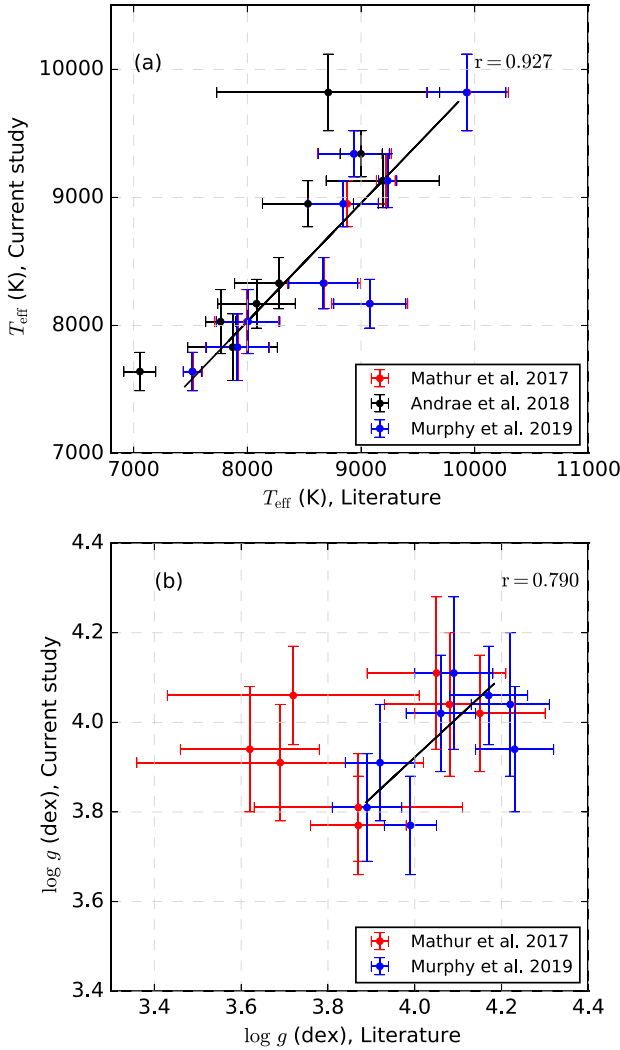 (a)
r = 0.927
10000
9000
8000
7000
T_eff (K), Current study
Mathur et al. 2017
Andrae et al. 2018
Murphy et al. 2019
7000 8000 9000 10000 11000
T_eff (K), Literature
(b)
r = 0.790
4.4
4.2
4.0
3.8
3.6
3.4
log g (dex), Current study
Mathur et al. 2017
Murphy et al. 2019
3.4 3.6 3.8 4.0 4.2 4.4
log g (dex), Literature